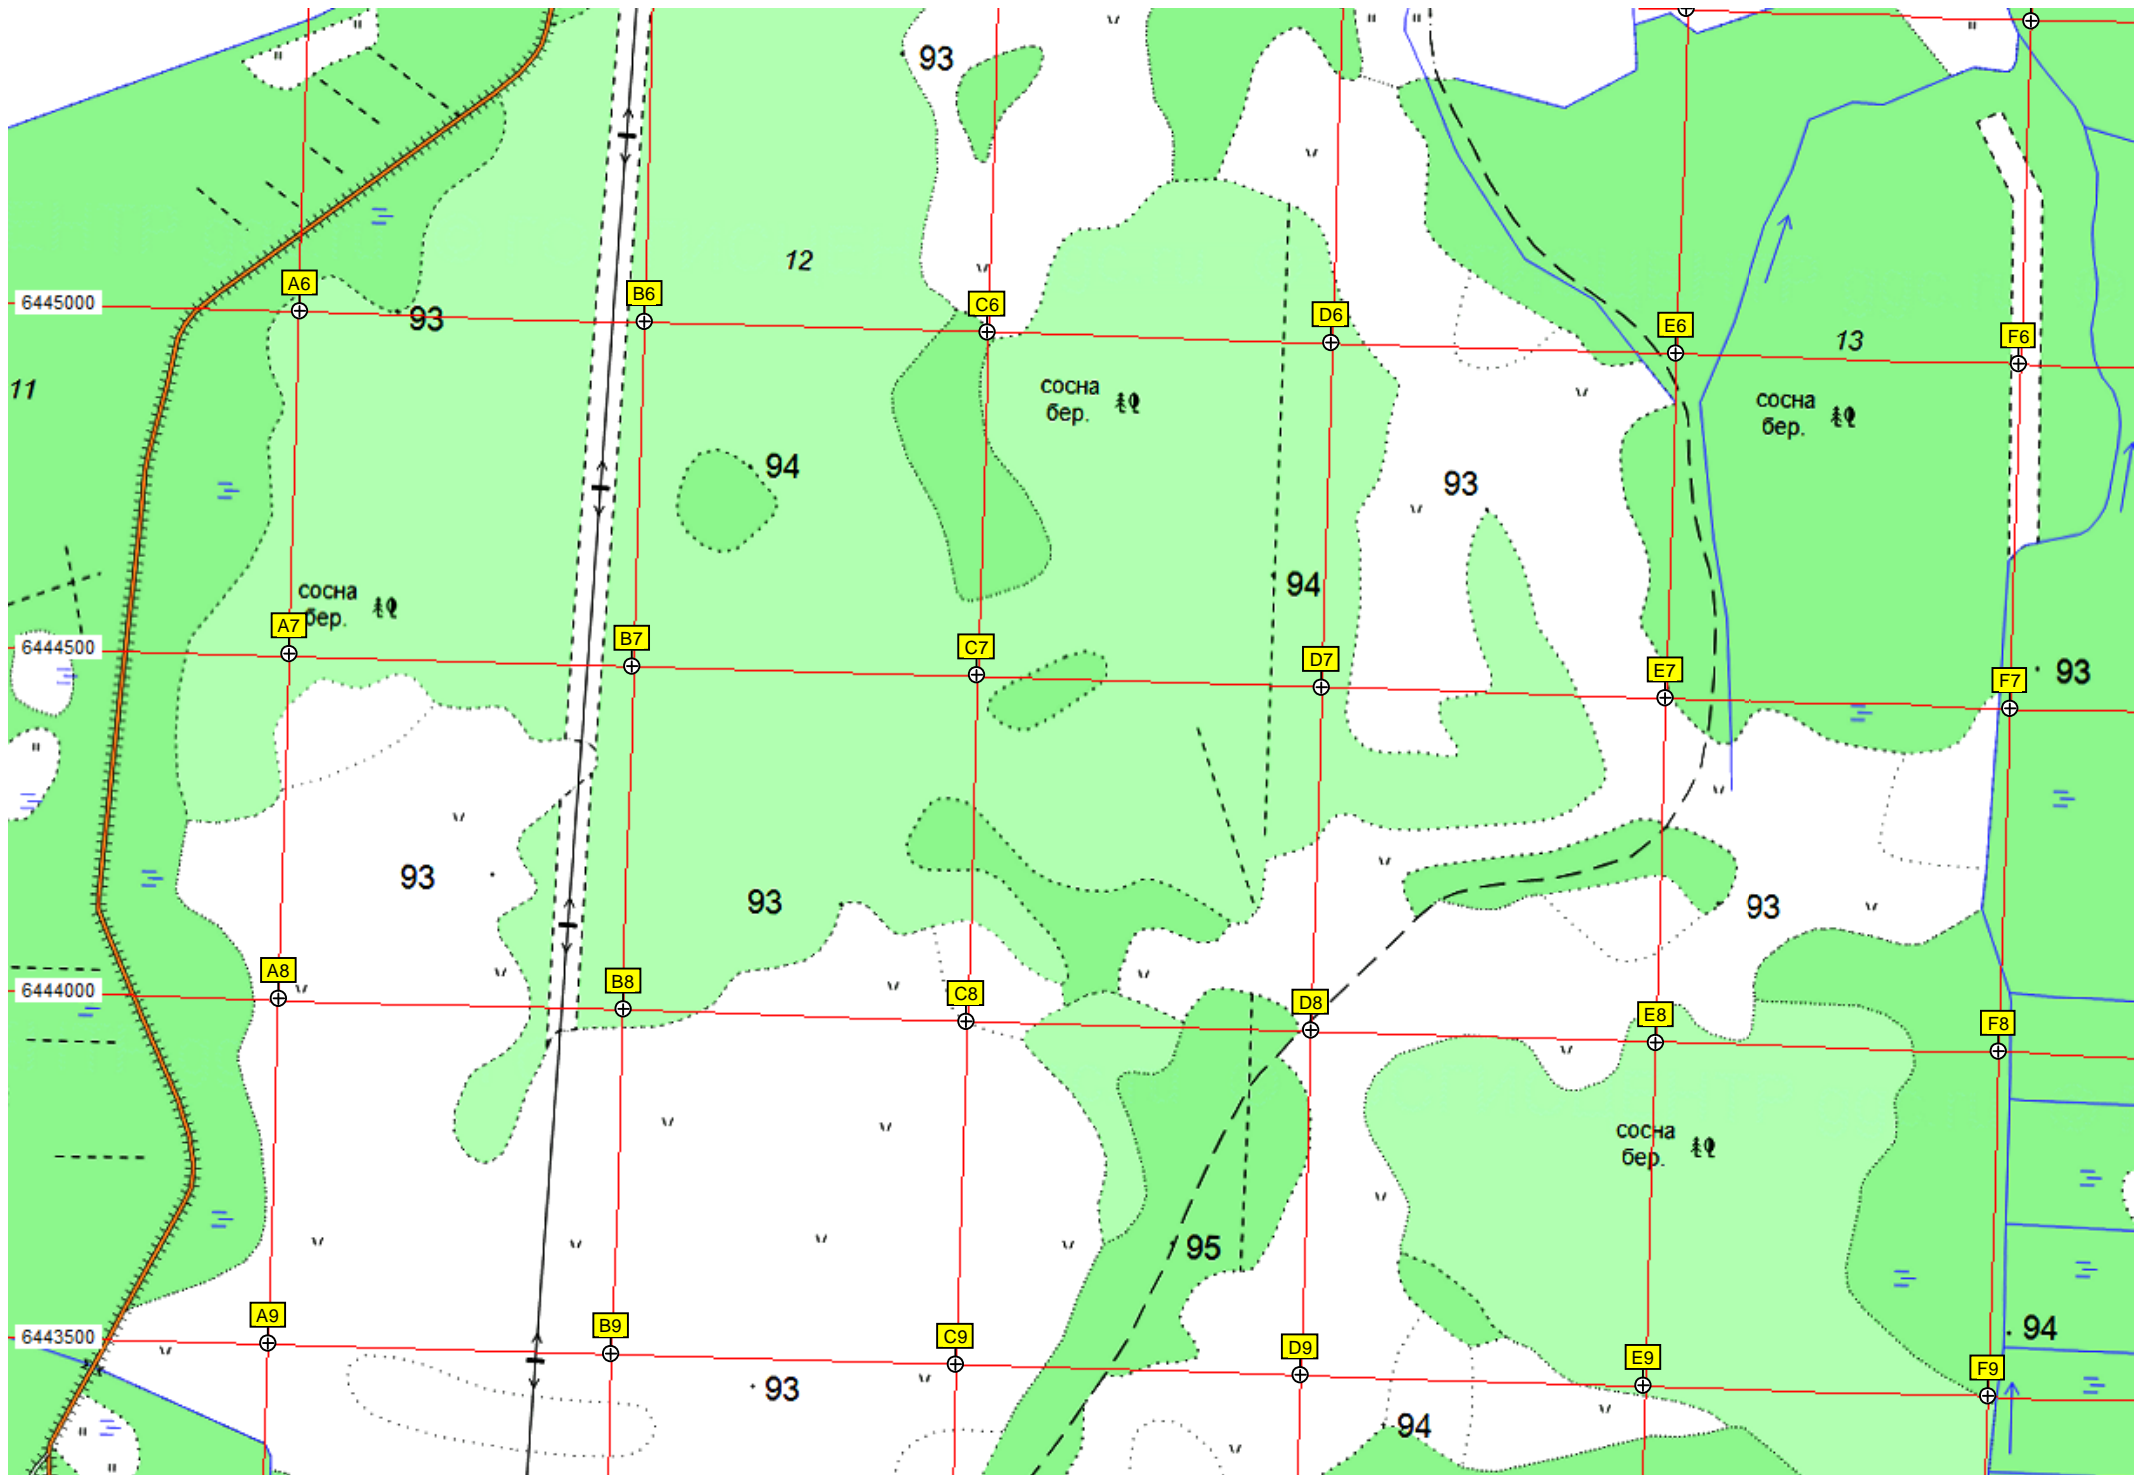 93
12
A6
B6
C6
D6
E6
F6
6445000
93
13
11
сосна
бер.
сосна
бер.
94
93
94
сосна
бер.
A7
B7
C7
D7
E7
F7
6444500
93
93
93
93
A8
B8
C8
D8
E8
F8
6444000
сосна
бер.
95
A9
B9
C9
D9
E9
F9
6443500
94
93
94